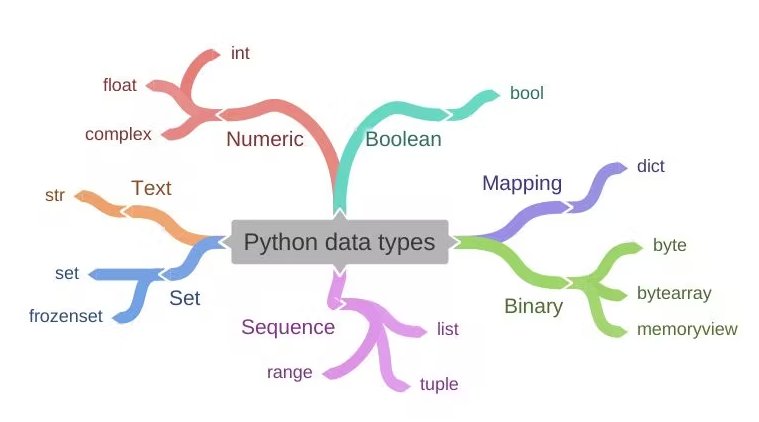 int
float
bool
complex
Numeric
Boolean
dict
Mapping
Text
str
Python data types
byte
set
bytearray
Set
Binary
frozenset
Sequence
list
memoryview
range
tuple